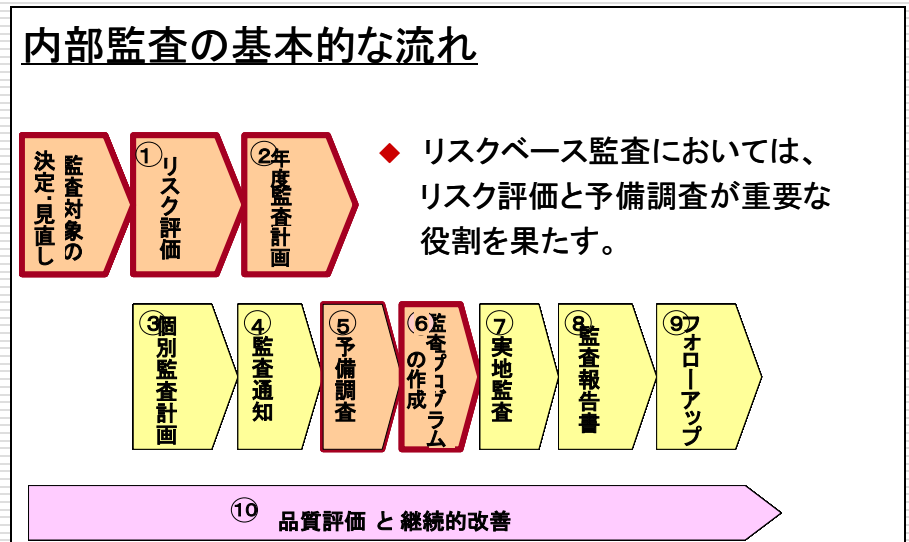 内部監査の基本的な流れ
監査対象の
決定・見直し
①リスク評価
②年度監査計画
◆ リスクベース監査においては、
リスク評価と予備調査が重要な
役割を果たす。
③個別監査計画
④監査通知
⑤予備調査
⑥監査プログラム
の作成
⑦実地監査
⑧監査報告書
⑨フォローアップ
⑩ 品質評価 と 継続的改善